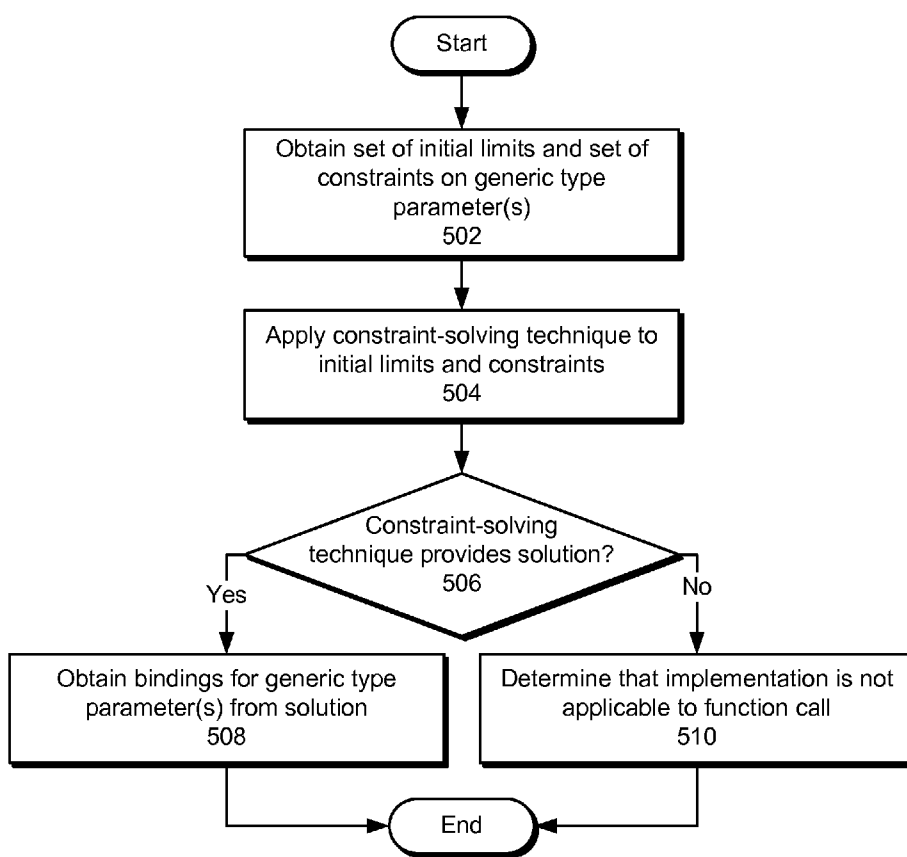 Start
Obtain set of initial limits and set of
constraints on generic type
parameter(s)
502
Apply constraint-solving technique to
initial limits and constraints
504
Constraint-solving
technique provides solution?
506
Yes
No
Obtain bindings for generic type
parameter(s) from solution
508
Determine that implementation is not
applicable to function call
510
End